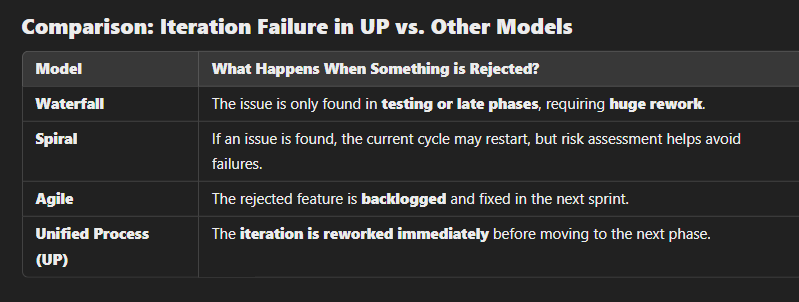 Comparison: Iteration Failure in UP vs. Other Models
Model What Happens When Something is Rejected?
Waterfall The issue is only found in testing or late phases, requiring huge rework.
Spiral If an issue is found, the current cycle may restart, but risk assessment helps avoid
failures.
Agile The rejected feature is backlogged and fixed in the next sprint.
Unified Process The iteration is reworked immediately before moving to the next phase.
(UP)